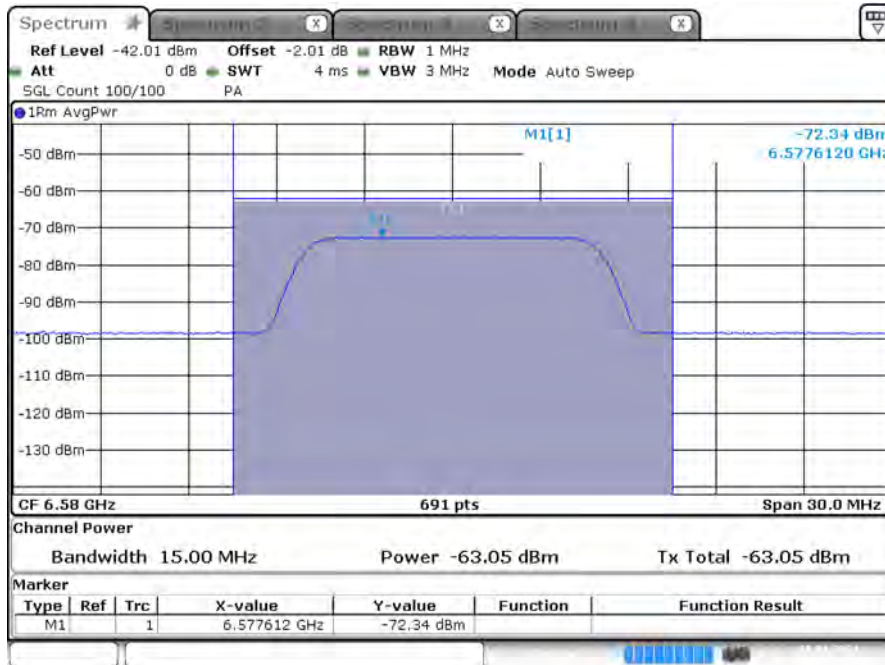 Spectrum
X
X
X
Ref Level -42.01 dBm Offset -2.01 dB RBW 1 MHz
Att 0 dB SWT 4 ms VBW 3 MHz Mode Auto Sweep
SGL Count 100/100 PA
1Rm AvgPwr
M1[1] -72.34 dBm
6.5776120 GHz
-50 dBm
-60 dBm
-70 dBm
M1
-80 dBm
-90 dBm
-100 dBm
-110 dBm
-120 dBm
-130 dBm
CF 6.58 GHz 691 pts Span 30.0 MHz
Channel Power
Bandwidth 15.00 MHz Power -63.05 dBm Tx Total -63.05 dBm
Marker
Type Ref Trc X-value Y-value Function Function Result
M1 1 6.577612 GHz -72.34 dBm